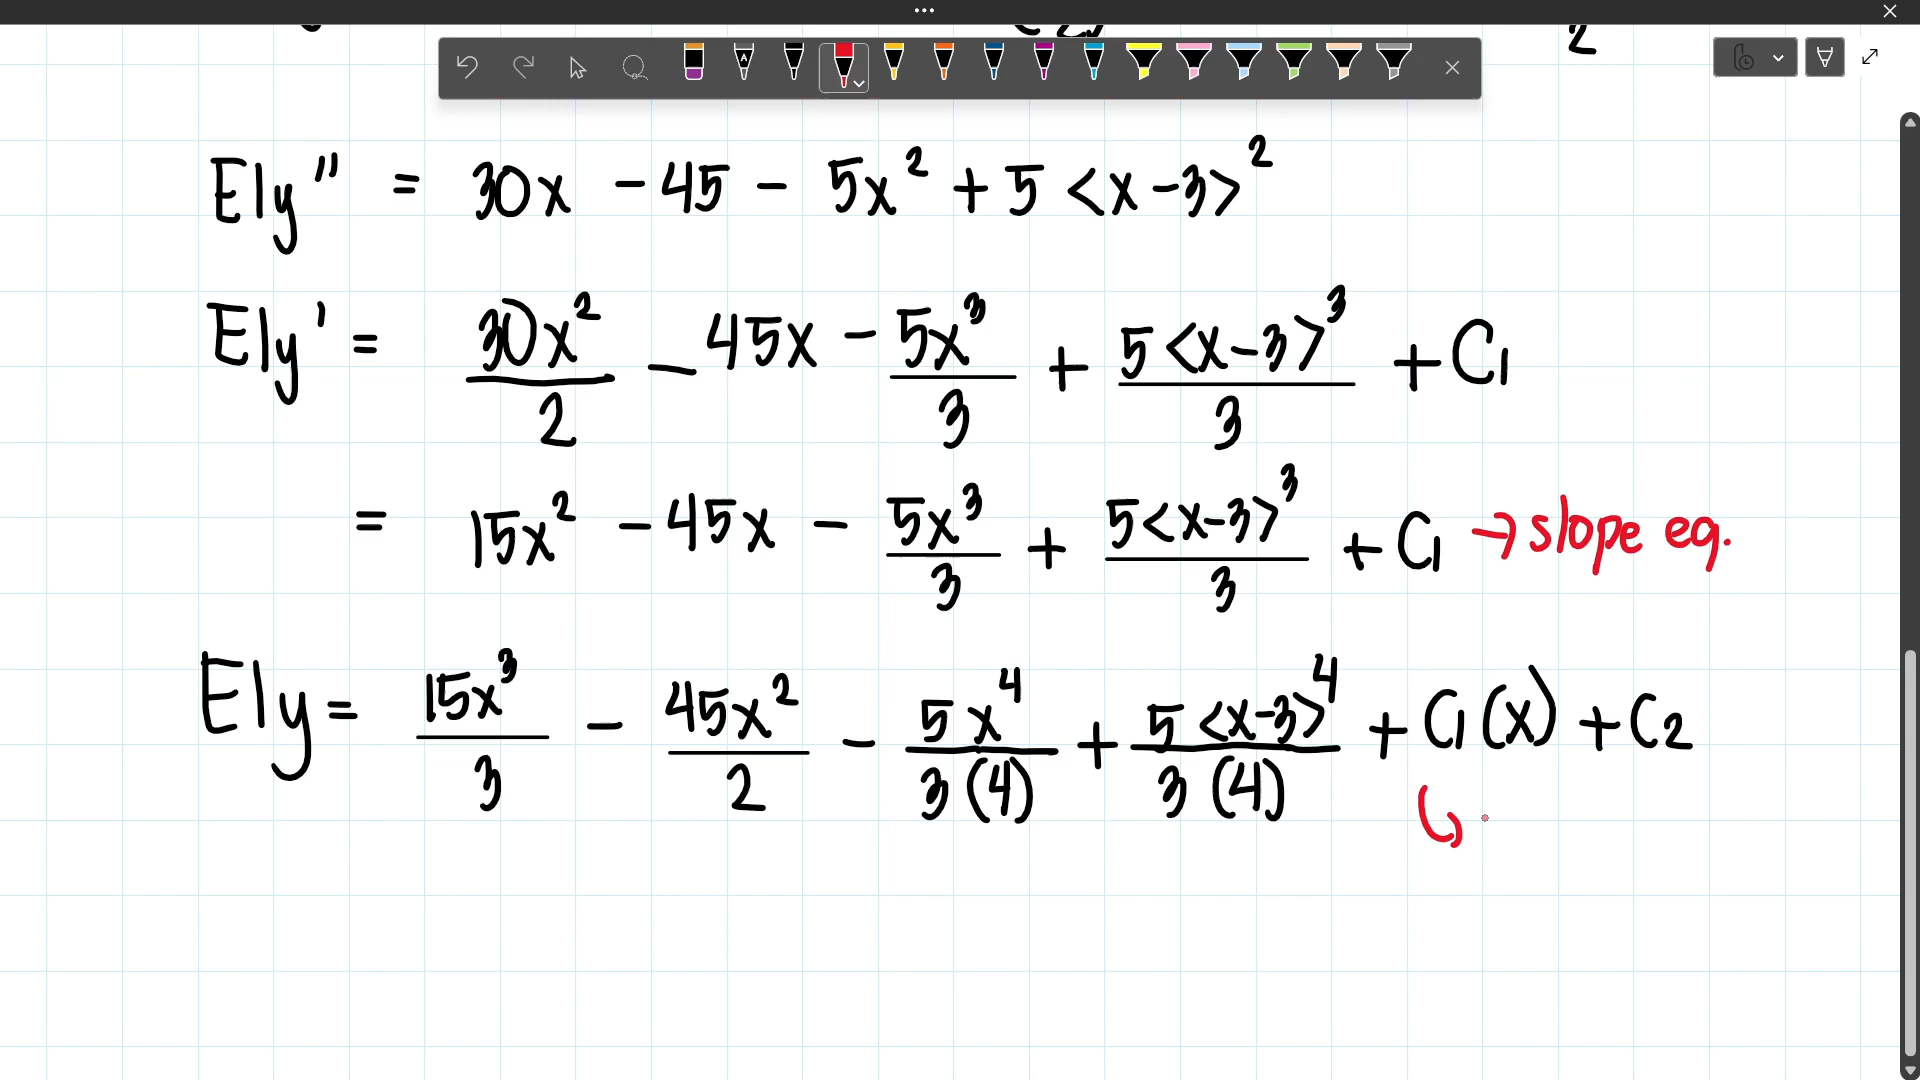 EIy'' = 30x - 45 - 5x² + 5<x-3>²
EIy' = 30x²/2 - 45x - 5x³/3 + 5<x-3>³/3 + C1
= 15x² - 45x - 5x³/3 + 5<x-3>³/3 + C1 → slope eq.
EIy = 15x³/3 - 45x²/2 - 5x⁴/3(4) + 5<x-3>⁴/3(4) + C1(x) + C2